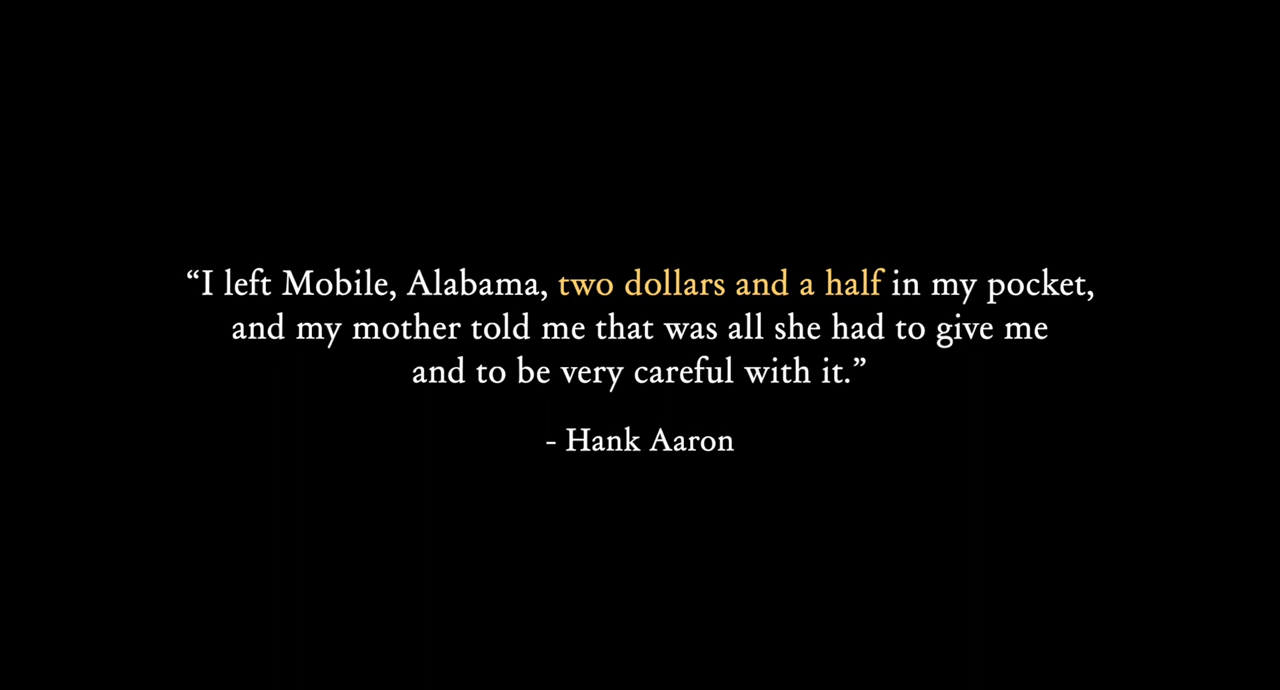 “I left Mobile, Alabama, two dollars and a half in my pocket,
and my mother told me that was all she had to give me
and to be very careful with it.”
- Hank Aaron